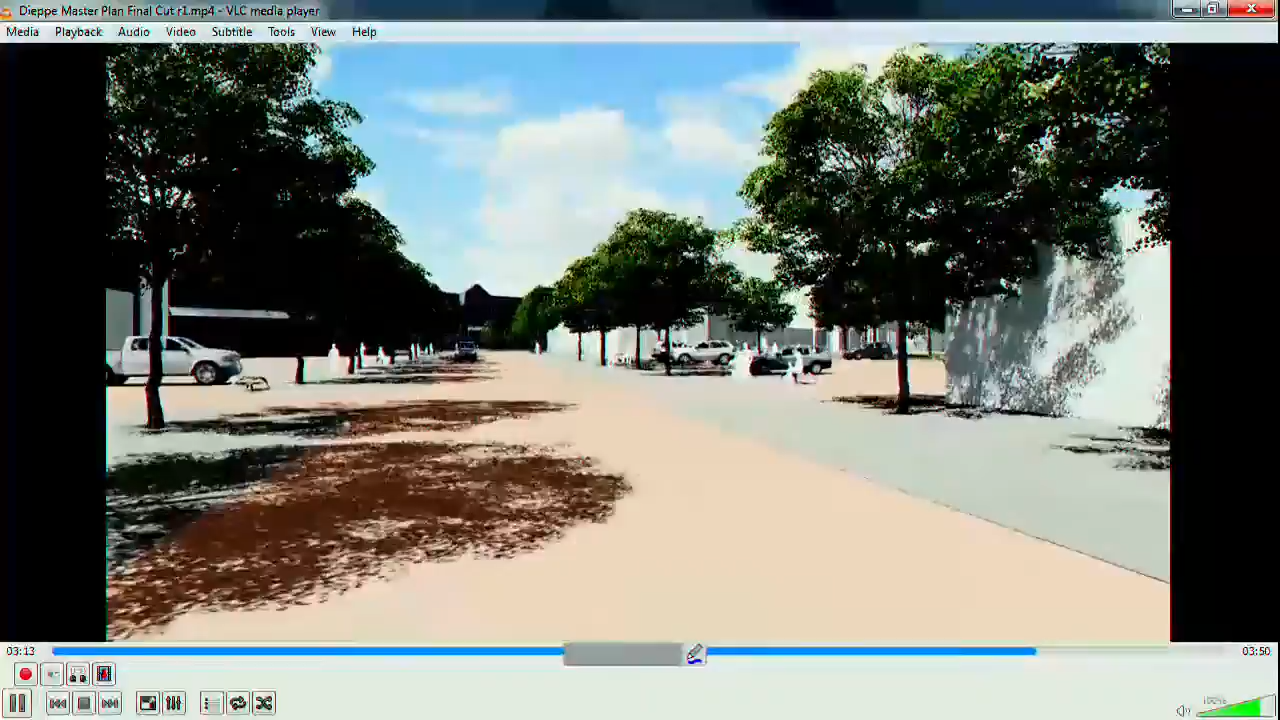 Dieppe Master Plan Final Cut r1.mp4 - VLC media player
Media Playback Audio Video Subtitle Tools View Help
03:13
03:50
100%